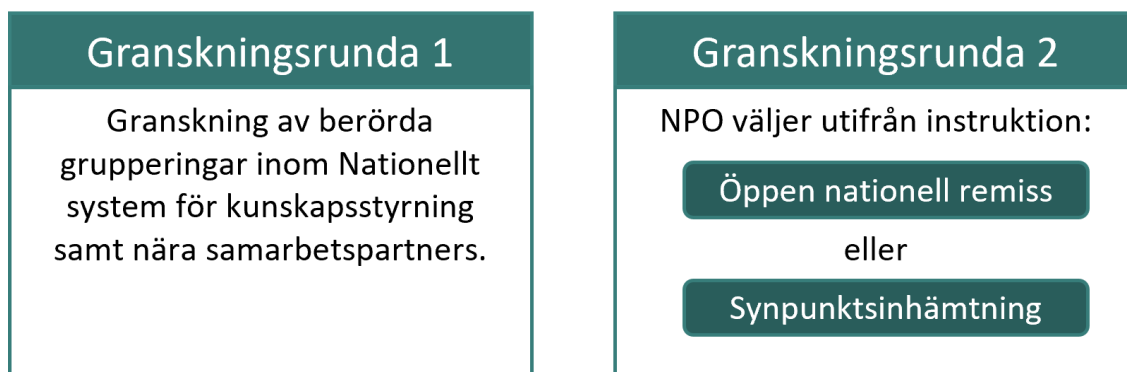 Granskningsrunda 1
Granskning av berörda
grupperingar inom Nationellt
system för kunskapsstyrning
samt nära samarbetspartners.
Granskningsrunda 2
NPO väljer utifrån instruktion:
Öppen nationell remiss
eller
Synpunktsinhämtning